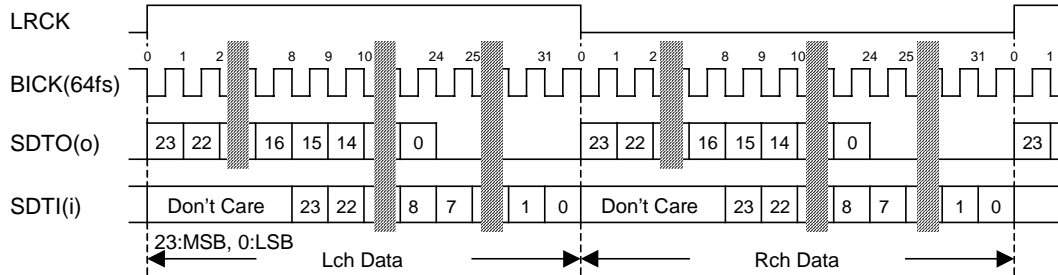 LRCK
0 1 2 8 9 10 24 25 31 0 1 2 8 9 10 24 25 31 0 1
BICK(64fs)
SDTO(o) 23 22 16 15 14 0 23 22 16 15 14 0 23
SDTI(i) Don't Care 23 22 8 7 1 0 Don't Care 23 22 8 7 1 0
23:MSB, 0:LSB
Lch Data Rch Data